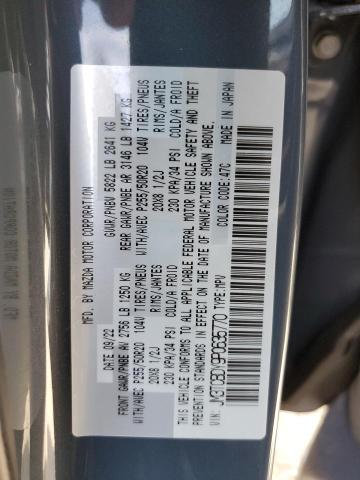 MFD. BY MAZDA MOTOR CORPORATION
DATE: 09/22 GVWR/PNBV 5822 LB 2641 KG
FRONT GAWR/PNBE AV 2756 LB 1250 KG REAR GAWR/PNBE AR 3146 LB 1427 KG
WITH/AVEC P255/50R20 104V TIRES/PNEUS WITH/AVEC P255/50R20 104V TIRES/PNEUS
20X8 1/2J RIMS/JANTES 20X8 1/2J RIMS/JANTES
230 KPA/34 PSI COLD/A FROID 230 KPA/34 PSI COLD/A FROID
THIS VEHICLE CONFORMS TO ALL APPLICABLE FEDERAL MOTOR VEHICLE SAFETY AND THEFT
PREVENTION STANDARDS IN EFFECT ON THE DATE OF MANUFACTURE SHOWN ABOVE.
MADE IN JAPAN
TYPE: MPV COLOR CODE: 47C
VIN: